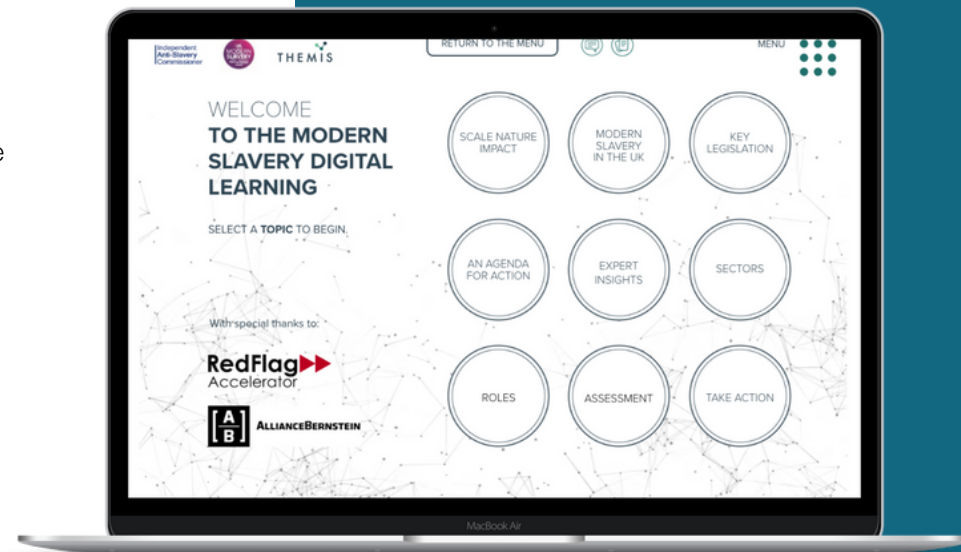 e
Independent
Anti-Slavery
Commissioner
THEMIS
RETURN TO THE MENU
MENU
WELCOME
TO THE MODERN
SLAVERY DIGITAL
LEARNING
SELECT A TOPIC TO BEGIN.
SCALE NATURE
IMPACT
MODERN
SLAVERY
IN THE UK
KEY
LEGISLATION
AN AGENDA
FOR ACTION
EXPERT
INSIGHTS
SECTORS
With special thanks to:
RedFlag
Accelerator
[A
B]
ALLIANCEBERNSTEIN
ROLES
ASSESSMENT
TAKE ACTION
MacBook Air